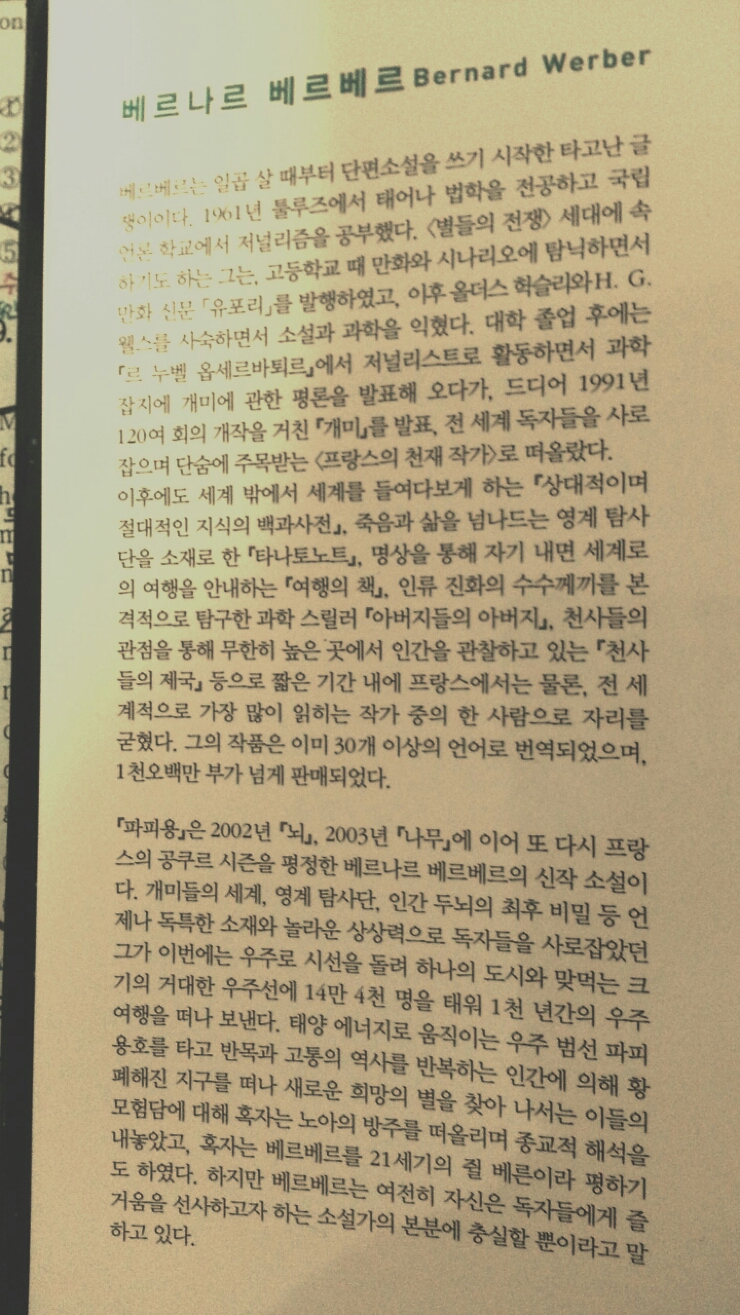 베르나르 베르베르 Bernard Werber
베르베르는 일곱 살 때부터 단편소설을 쓰기 시작한 타고난 글
쟁이이다. 1961년 툴루즈에서 태어나 법학을 전공하고 국립
언론 학교에서 저널리즘을 공부했다. 〈별들의 전쟁〉 세대에 속
하기도 하는 그는, 고등학교 때 만화와 시나리오에 탐닉하면서
만화 신문 「유포리」를 발행하였고, 이후 올더스 헉슬리와 H. G.
웰스를 사숙하면서 소설과 과학을 익혔다. 대학 졸업 후에는
『르 누벨 옵세르바퇴르』에서 저널리스트로 활동하면서 과학
잡지에 개미에 관한 평론을 발표해 오다가, 드디어 1991년
120여 회의 개작을 거친 『개미』를 발표, 전 세계 독자들을 사로
잡으며 단숨에 주목받는 〈프랑스의 천재 작가〉로 떠올랐다.
이후에도 세계 밖에서 세계를 들여다보게 하는 『상대적이며
절대적인 지식의 백과사전』, 죽음과 삶을 넘나드는 영계 탐사
단을 소재로 한 『타나토노트』, 명상을 통해 자기 내면 세계로
의 여행을 안내하는 『여행의 책』, 인류 진화의 수수께끼를 본
격적으로 탐구한 과학 스릴러 『아버지들의 아버지』, 천사들의
관점을 통해 무한히 높은 곳에서 인간을 관찰하고 있는 『천사
들의 제국』 등으로 짧은 기간 내에 프랑스에서는 물론, 전 세
계적으로 가장 많이 읽히는 작가 중의 한 사람으로 자리를
굳혔다. 그의 작품은 이미 30개 이상의 언어로 번역되었으며,
1천오백만 부가 넘게 판매되었다.
『파피용』은 2002년 『뇌』, 2003년 『나무』에 이어 또 다시 프랑
스의 공쿠르 시즌을 평정한 베르나르 베르베르의 신작 소설이
다. 개미들의 세계, 영계 탐사단, 인간 두뇌의 최후 비밀 등 언
제나 독특한 소재와 놀라운 상상력으로 독자들을 사로잡았던
그가 이번에는 우주로 시선을 돌려 하나의 도시와 맞먹는 크
기의 거대한 우주선에 14만 4천 명을 태워 1천 년간의 우주
여행을 떠나 보낸다. 태양 에너지로 움직이는 우주 범선 파피
용호를 타고 반목과 고통의 역사를 반복하는 인간에 의해 황
폐해진 지구를 떠나 새로운 희망의 별을 찾아 나서는 이들의
모험담에 대해 혹자는 노아의 방주를 떠올리며 종교적 해석을
내놓았고, 혹자는 베르베르를 21세기의 쥘 베른이라 평하기
도 하였다. 하지만 베르베르는 여전히 자신은 독자들에게 즐
거움을 선사하고자 하는 소설가의 본분에 충실할 뿐이라고 말
하고 있다.